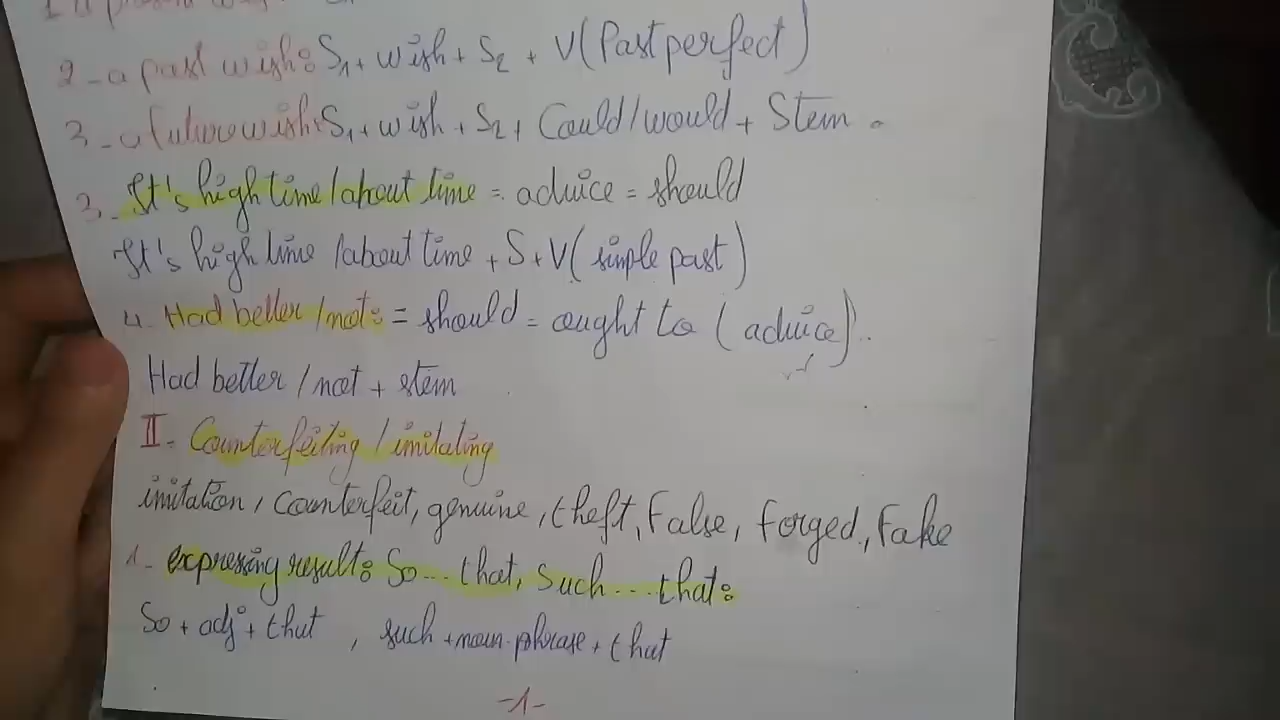 1 a present wish
2 - a past wish: S1 + wish + S2 + V (Past perfect)
3 - a future wish: S1 + wish + S2 + Could/would + Stem.
3 - It's high time / about time = advice = should
It's high time / about time + S + V ( simple past )
4. Had better / not: = should = ought to ( advice )..
Had better / not + stem
II - Counterfeiting / imitating
imitation, counterfeit, genuine, theft, False, forged, Fake
1 - expressing result: So ... that, Such ... that:
So + adj + that , such + noun phrase + that
-1-